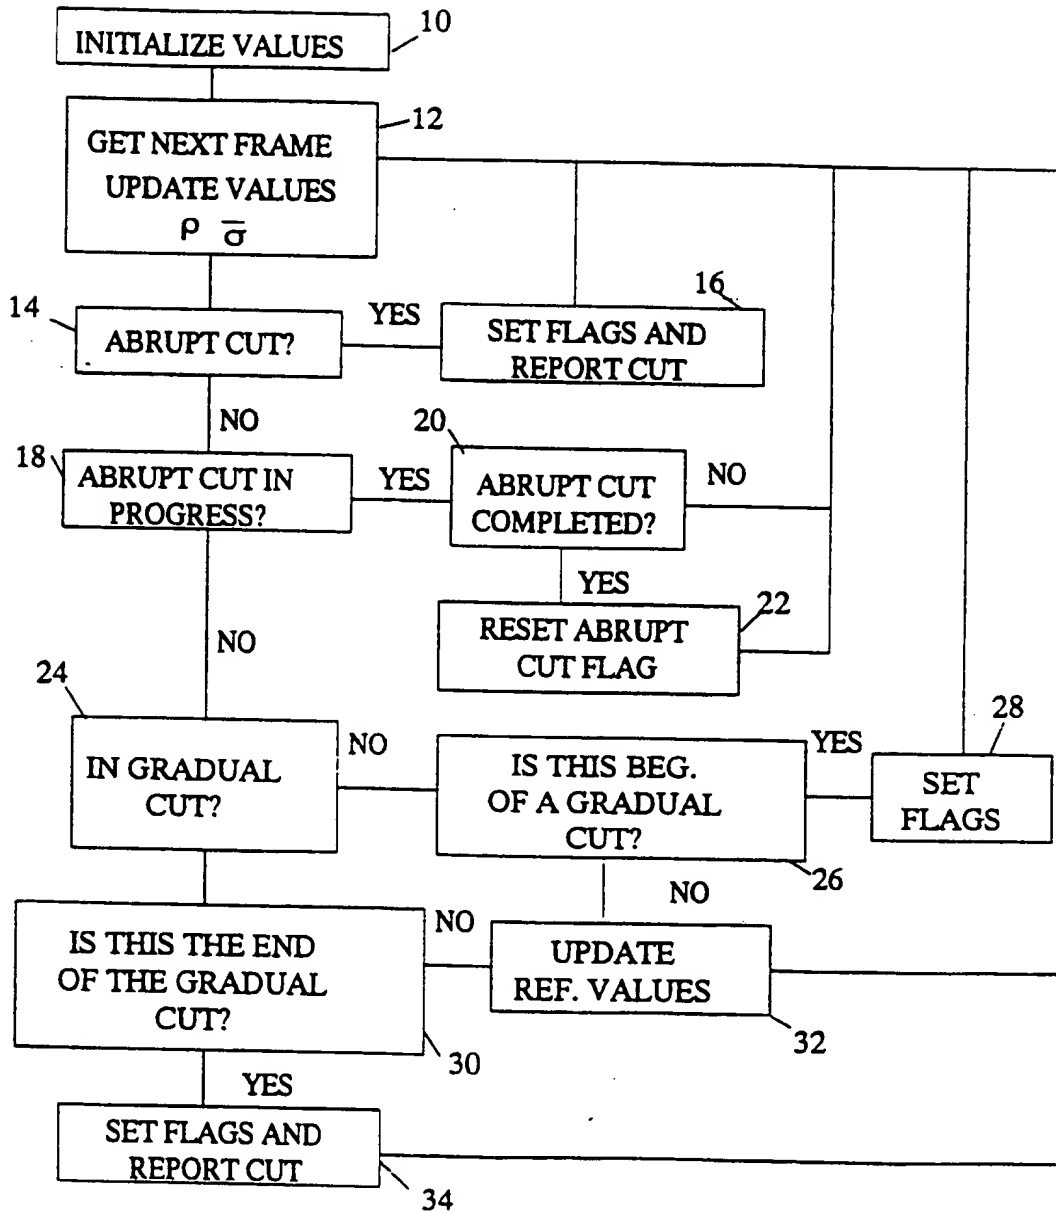 INITIALIZE VALUES
10
GET NEXT FRAME
UPDATE VALUES
ρ σ̅
12
14
ABRUPT CUT?
YES
16
SET FLAGS AND
REPORT CUT
NO
18
ABRUPT CUT IN
PROGRESS?
YES
20
ABRUPT CUT
COMPLETED?
NO
YES
22
RESET ABRUPT
CUT FLAG
NO
24
IN GRADUAL
CUT?
NO
IS THIS BEG.
OF A GRADUAL
CUT?
26
YES
28
SET
FLAGS
NO
IS THIS THE END
OF THE GRADUAL
CUT?
30
NO
UPDATE
REF. VALUES
32
YES
SET FLAGS AND
REPORT CUT
34